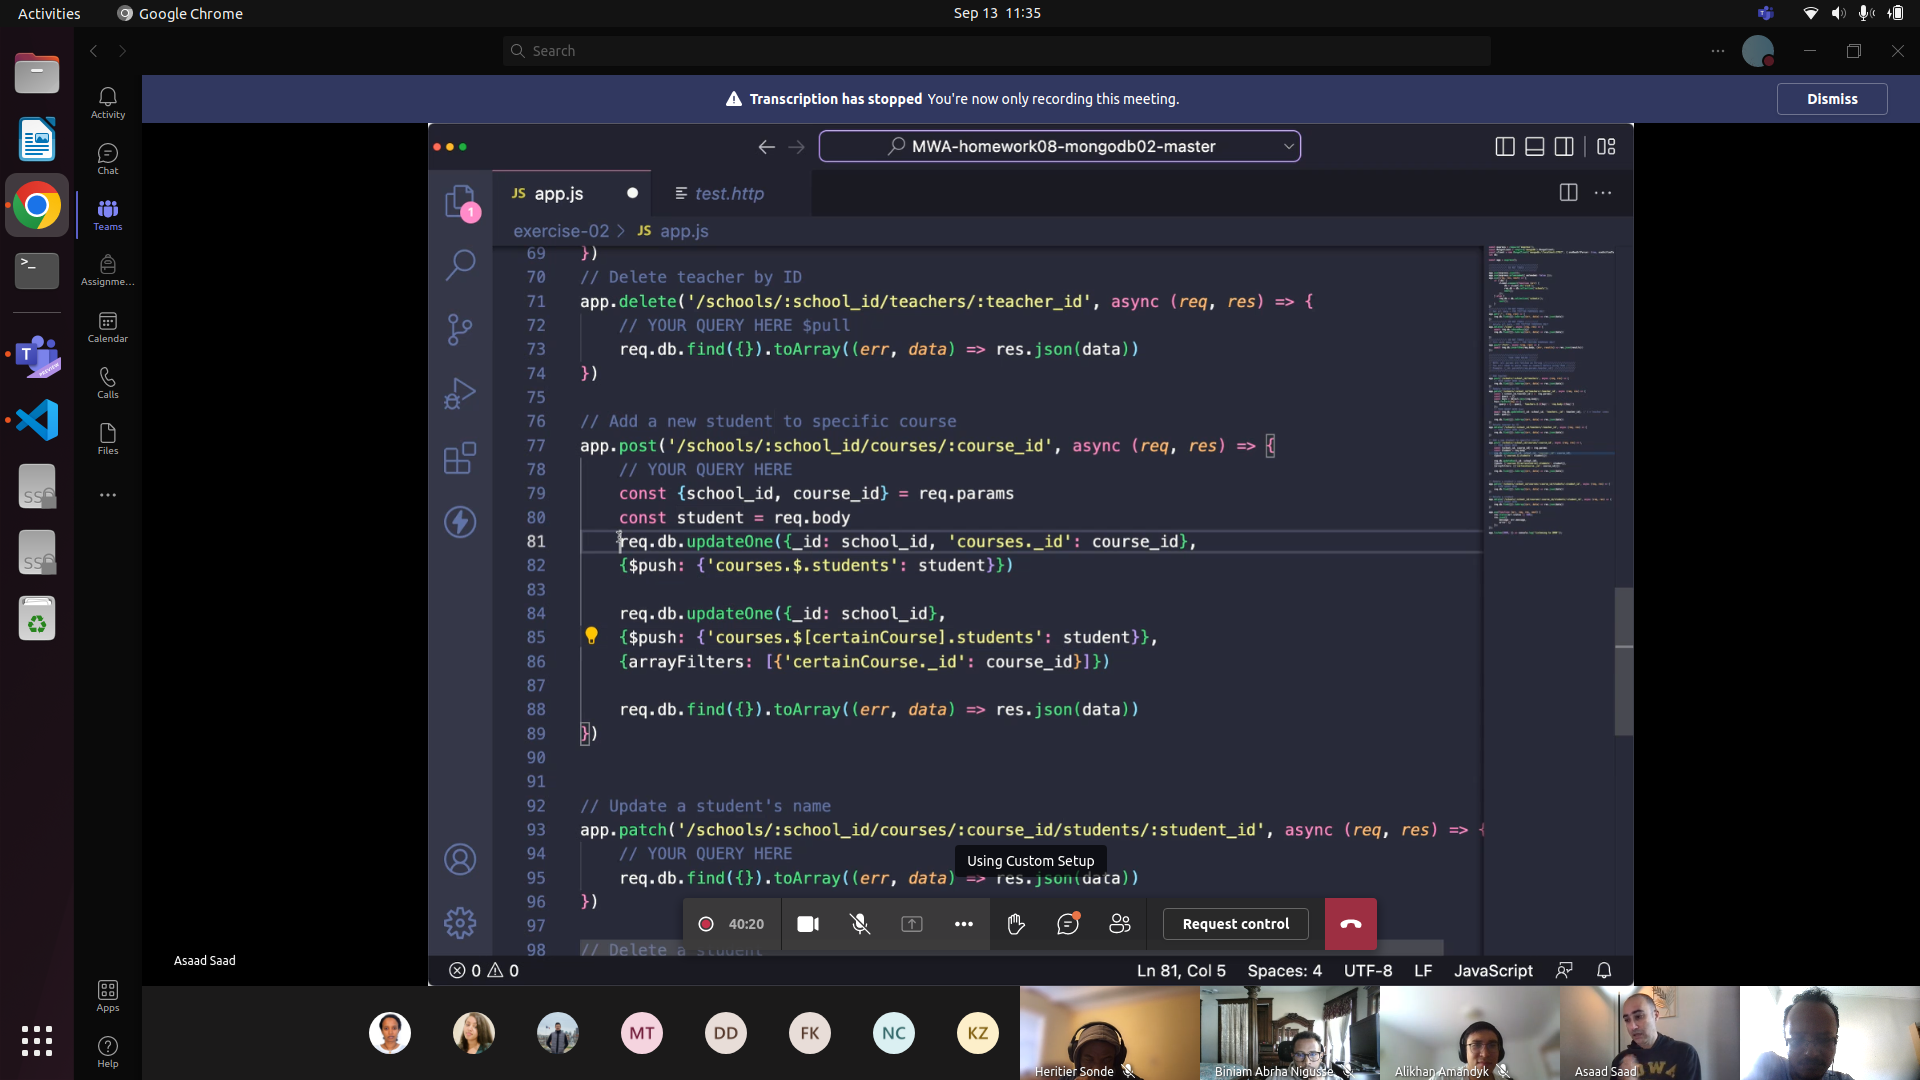 Activities
Google Chrome
Sep 13 11:35
Search
Activity
Chat
Teams
Assignme...
Calendar
Calls
Files
Apps
Help
Transcription has stopped You're now only recording this meeting.
Dismiss
MWA-homework08-mongodb02-master
1
JS app.js
test.http
exercise-02 > JS app.js
69 })
70 // Delete teacher by ID
71 app.delete('/schools/:school_id/teachers/:teacher_id', async (req, res) => {
72 // YOUR QUERY HERE $pull
73 req.db.find({}).toArray((err, data) => res.json(data))
74 })
75
76 // Add a new student to specific course
77 app.post('/schools/:school_id/courses/:course_id', async (req, res) => {
78 // YOUR QUERY HERE
79 const {school_id, course_id} = req.params
80 const student = req.body
81 req.db.updateOne({_id: school_id, 'courses._id': course_id},
82 {$push: {'courses.$.students': student}})
83
84 req.db.updateOne({_id: school_id},
85 {$push: {'courses.$[certainCourse].students': student}},
86 {arrayFilters: [{'certainCourse._id': course_id}]})
87
88 req.db.find({}).toArray((err, data) => res.json(data))
89 })
90
91
92 // Update a student's name
93 app.patch('/schools/:school_id/courses/:course_id/students/:student_id', async (req, res) => {
94 // YOUR QUERY HERE
95 req.db.find({}).toArray((err, data) => res.json(data))
96 })
97
98 // Delete a student
Using Custom Setup
40:20
Request control
Asaad Saad
0 0
Ln 81, Col 5
Spaces: 4
UTF-8
LF
JavaScript
MT
DD
FK
NC
KZ
Heritier Sonde
Biniam Abrha Nigusse
Alikhan Amandyk
Asaad Saad